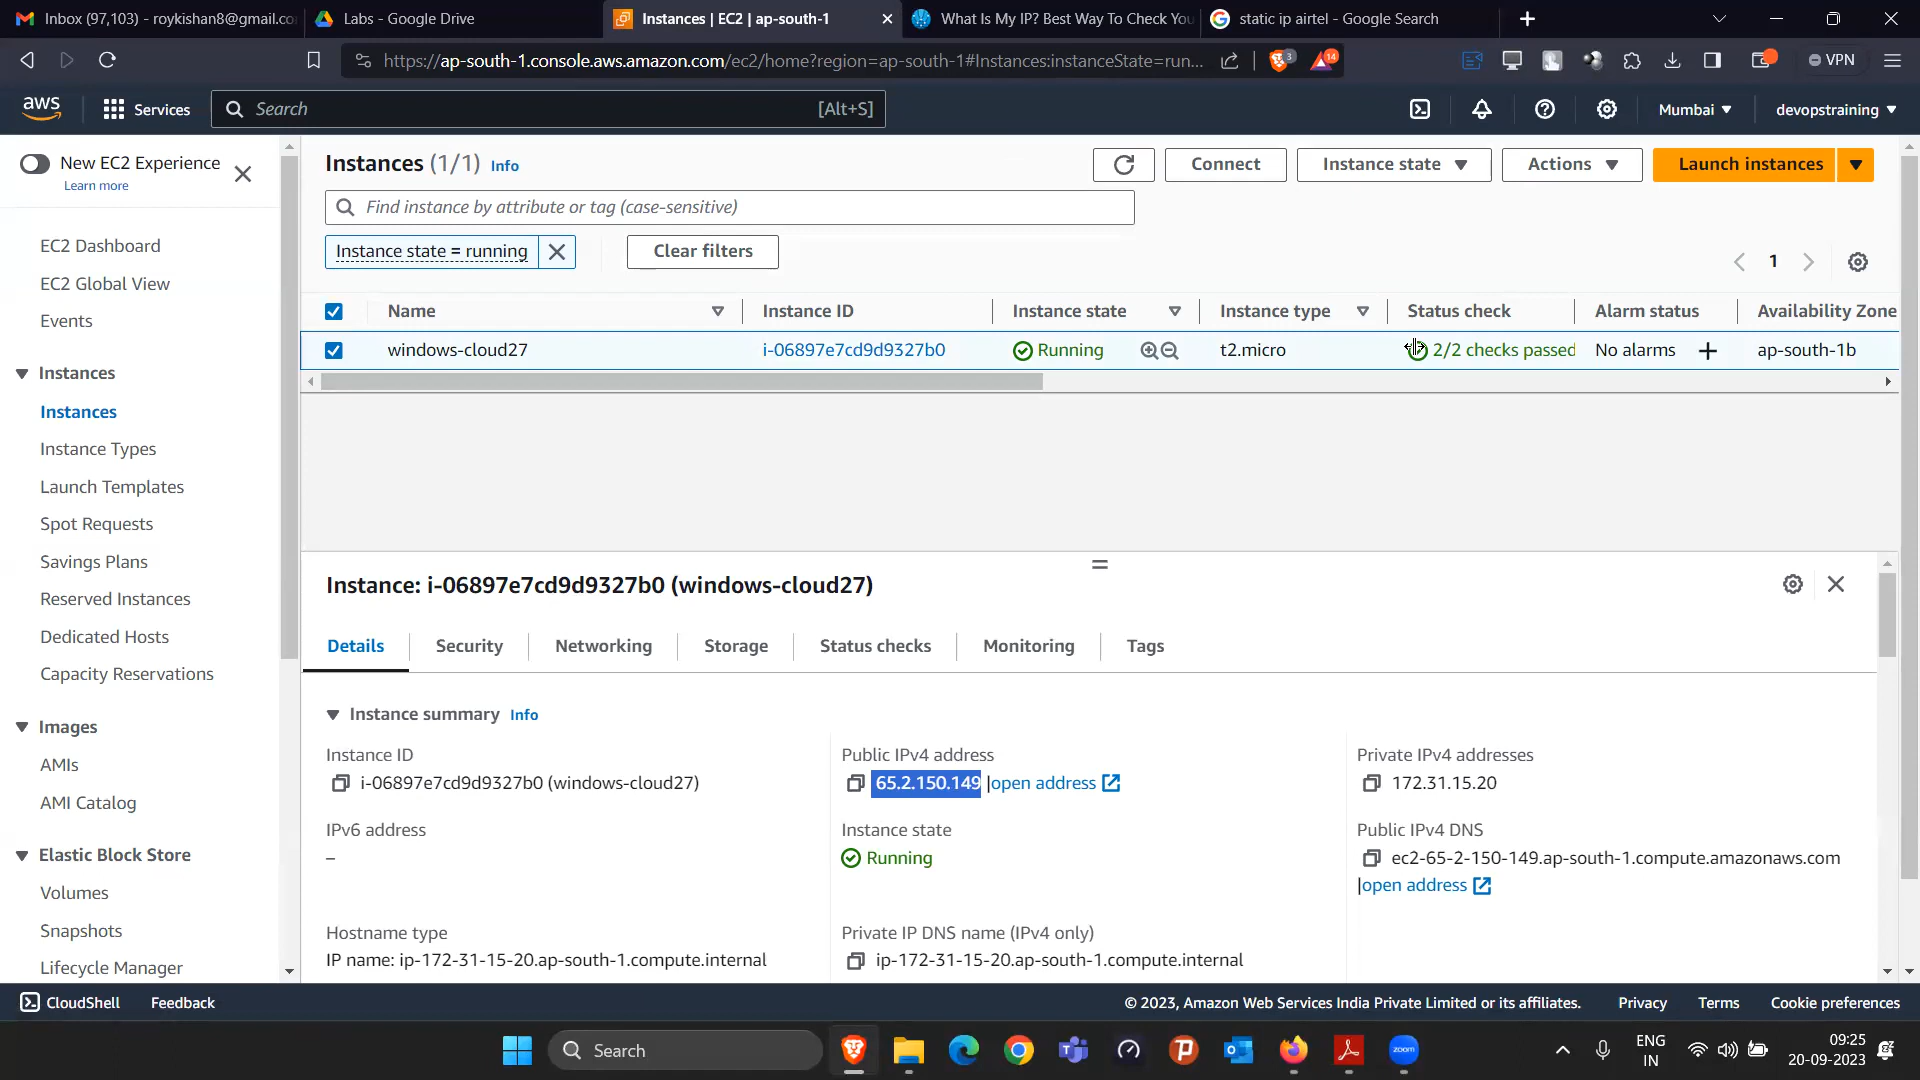 Inbox (97,103) - roykishan8@gmail.co
Labs - Google Drive
Instances | EC2 | ap-south-1
What Is My IP? Best Way To Check You
static ip airtel - Google Search
https://ap-south-1.console.aws.amazon.com/ec2/home?region=ap-south-1#Instances:instanceState=run...
3
14
VPN
aws
Services
Search
[Alt+S]
Mumbai
devopstraining
New EC2 Experience
Learn more
EC2 Dashboard
EC2 Global View
Events
Instances
Instances
Instance Types
Launch Templates
Spot Requests
Savings Plans
Reserved Instances
Dedicated Hosts
Capacity Reservations
Images
AMIs
AMI Catalog
Elastic Block Store
Volumes
Snapshots
Lifecycle Manager
Instances (1/1) Info
Connect
Instance state
Actions
Launch instances
Find instance by attribute or tag (case-sensitive)
Instance state = running
Clear filters
1
Name
Instance ID
Instance state
Instance type
Status check
Alarm status
Availability Zone
windows-cloud27
i-06897e7cd9d9327b0
Running
t2.micro
2/2 checks passed
No alarms
ap-south-1b
Instance: i-06897e7cd9d9327b0 (windows-cloud27)
Details
Security
Networking
Storage
Status checks
Monitoring
Tags
Instance summary Info
Instance ID
i-06897e7cd9d9327b0 (windows-cloud27)
Public IPv4 address
65.2.150.149 |open address
Private IPv4 addresses
172.31.15.20
IPv6 address
–
Instance state
Running
Public IPv4 DNS
ec2-65-2-150-149.ap-south-1.compute.amazonaws.com
|open address
Hostname type
IP name: ip-172-31-15-20.ap-south-1.compute.internal
Private IP DNS name (IPv4 only)
ip-172-31-15-20.ap-south-1.compute.internal
CloudShell
Feedback
© 2023, Amazon Web Services India Private Limited or its affiliates.
Privacy
Terms
Cookie preferences
Search
zoom
ENG
IN
09:25
20-09-2023